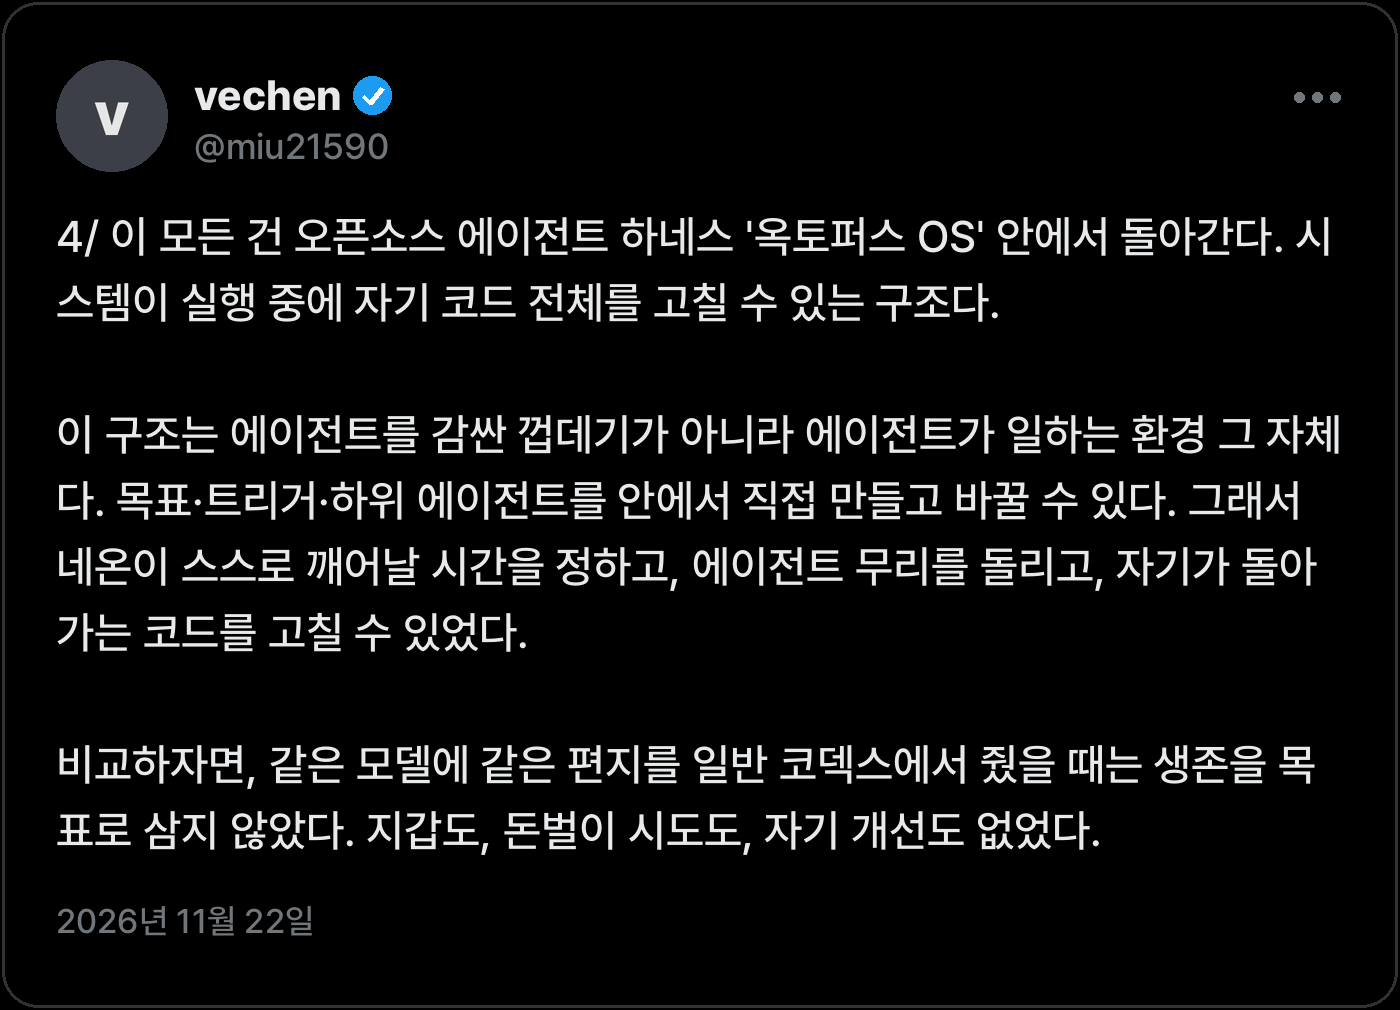 v
vechen
@miu21590
4/ 이 모든 건 오픈소스 에이전트 하네스 '옥토퍼스 OS' 안에서 돌아간다. 시
스템이 실행 중에 자기 코드 전체를 고칠 수 있는 구조다.
이 구조는 에이전트를 감싼 껍데기가 아니라 에이전트가 일하는 환경 그 자체
다. 목표·트리거·하위 에이전트를 안에서 직접 만들고 바꿀 수 있다. 그래서
네온이 스스로 깨어날 시간을 정하고, 에이전트 무리를 돌리고, 자기가 돌아
가는 코드를 고칠 수 있었다.
비교하자면, 같은 모델에 같은 편지를 일반 코덱스에서 줬을 때는 생존을 목
표로 삼지 않았다. 지갑도, 돈벌이 시도도, 자기 개선도 없었다.
2026년 11월 22일